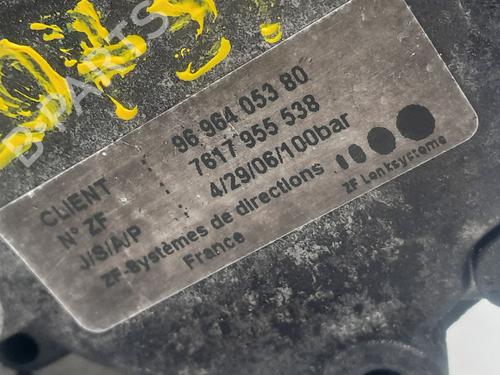 CLIENT : 96 964 053 80
N° ZF : 7617 955 538
J/S/A/P : 4/29/06/100bar
ZF-Systèmes de directions
France
ZF Lenksysteme
B-PARTS